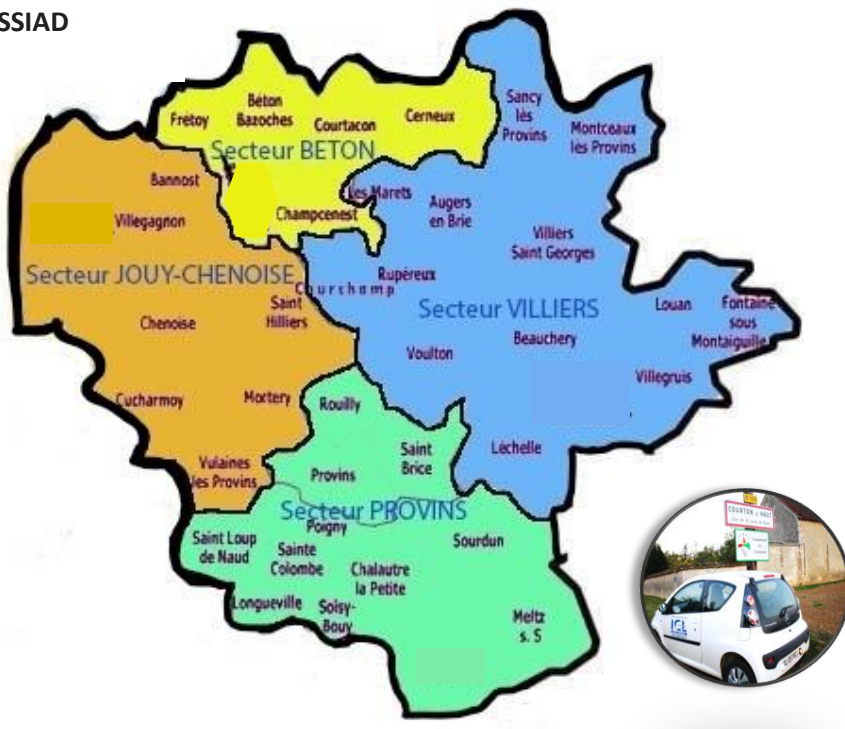 SSIAD
Frétoy
Béton
Bazoches
Courtacon
Cerneux
Secteur BETON
Sancy
lès
Provins
Montceaux
lès Provins
Bannost
Les Marets
Augers
en Brie
Champcenest
Villegagnon
Villiers
Saint Georges
Secteur JOUY-CHENOISE
Courchamp
Rupéreux
Saint
Hilliers
Chenoise
Secteur VILLIERS
Louan
Fontaine
sous
Montaiguille
Voulton
Beauchery
Villegruis
Cucharmoy
Mortery
Rouilly
Saint
Brice
Léchelle
Vulaines
les Provins
Provins
Secteur PROVINS
Poigny
Saint Loup
de Naud
Sainte
Colombe
Sourdun
Chalautre
la Petite
Longueville
Soisy-
Bouy
Meltz
s. S